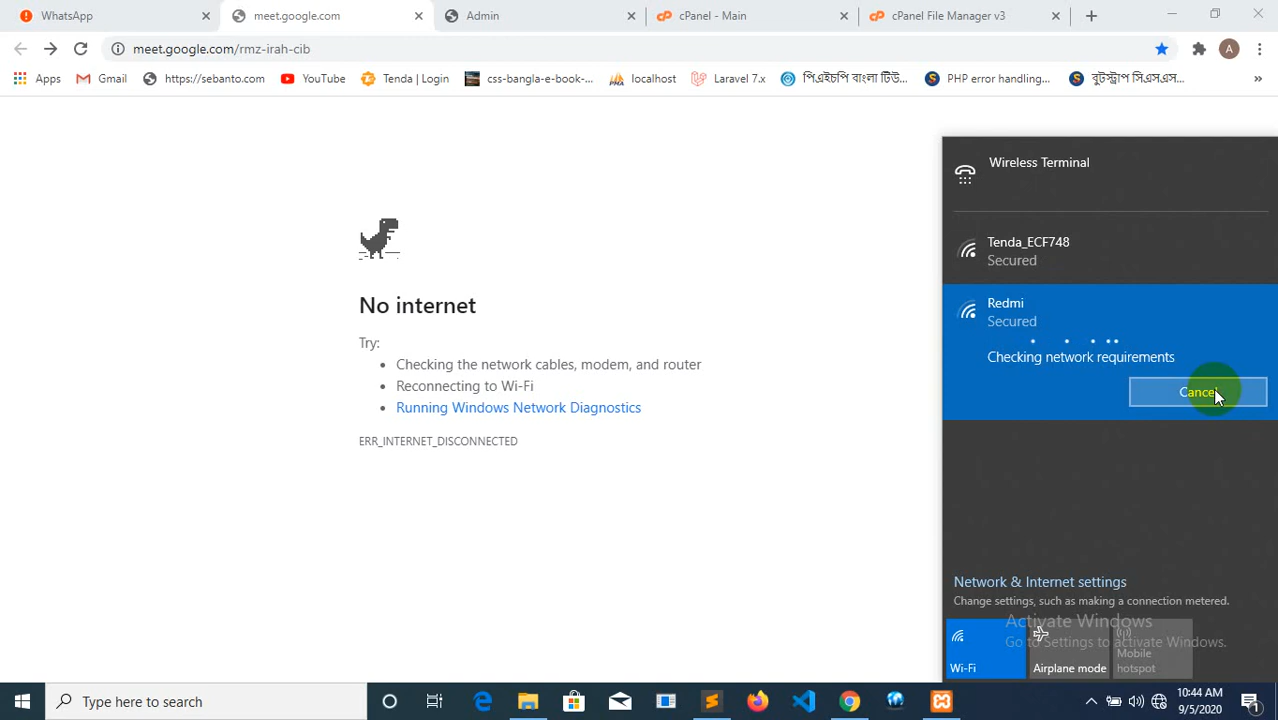 WhatsApp
meet.google.com
Admin
cPanel - Main
cPanel File Manager v3
meet.google.com/rmz-irah-cib
A
Apps
Gmail
https://sebanto.com/
YouTube
Tenda | Login
css-bangla-e-book-...
localhost
Laravel 7.x
পিএইচপি বাংলা টিউ...
PHP error handling...
বুটস্ট্রাপ সিএসএস...
»
Wireless Terminal
Tenda_ECF748
Secured
Redmi
Secured
Checking network requirements
Cancel
No internet
Try:
Checking the network cables, modem, and router
Reconnecting to Wi-Fi
Running Windows Network Diagnostics
ERR_INTERNET_DISCONNECTED
Network & Internet settings
Change settings, such as making a connection metered.
Activate Windows
Go to Settings to activate Windows.
Wi-Fi
Airplane mode
Mobile
hotspot
Type here to search
10:44 AM
9/5/2020
1